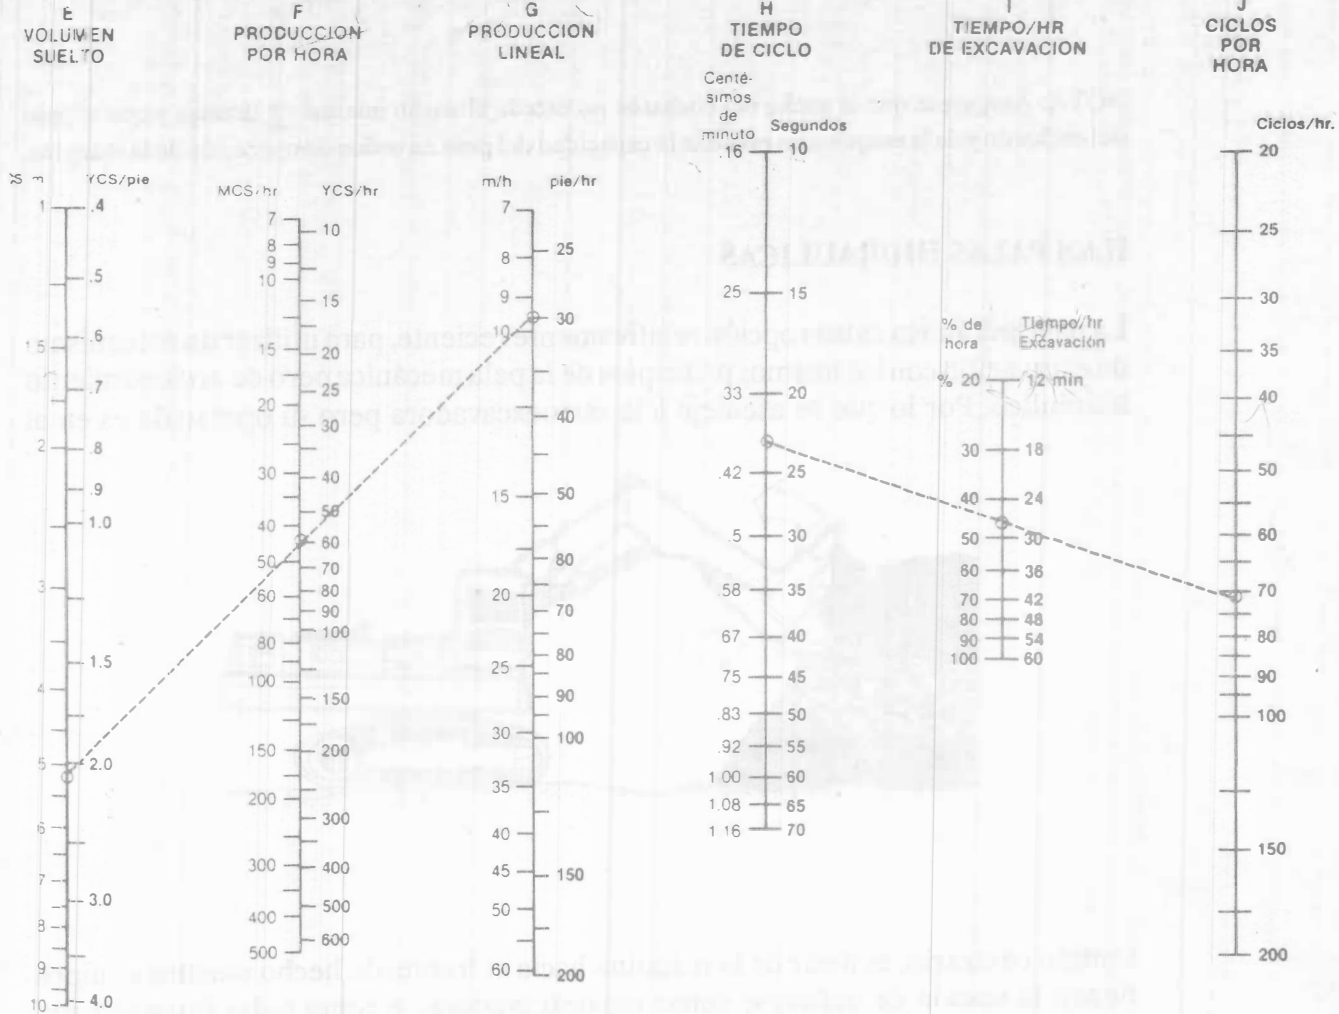 E
VOLUMEN
SUELTO
F
PRODUCCION
POR HORA
G
PRODUCCION
LINEAL
H
TIEMPO
DE CICLO
I
TIEMPO/HR
DE EXCAVACION
J
CICLOS
POR
HORA
YCS/pie
1 .4
.5
.6
.7
2 .8
.9
1.0
3
1.5
4
5 2.0
6
7 3.0
8
9
10 4.0
MCS/hr YCS/hr
7 10
8
9
10
15
15 20
20 25
30
30 40
40 50
60
50 70
60 80
90
80 100
100 150
150 200
200
300
300 400
400 500
500 600
m/h pie/hr
7
8 25
9
10 30
40
15 50
80
20 70
80
25 90
30 100
35
40
45 150
50
60 200
Centé-
simos
de
minuto Segundos
.16 10
25 15
.33 20
.42 25
.5 30
.58 35
.67 40
.75 45
.83 50
.92 55
1.00 60
1.08 65
1.16 70
% de Tiempo/hr
hora Excavación
% 20 12 min
30 18
40 24
50 30
60 36
70 42
80 48
90 54
100 60
Ciclos/hr.
20
25
30
35
40
50
60
70
80
90
100
150
200